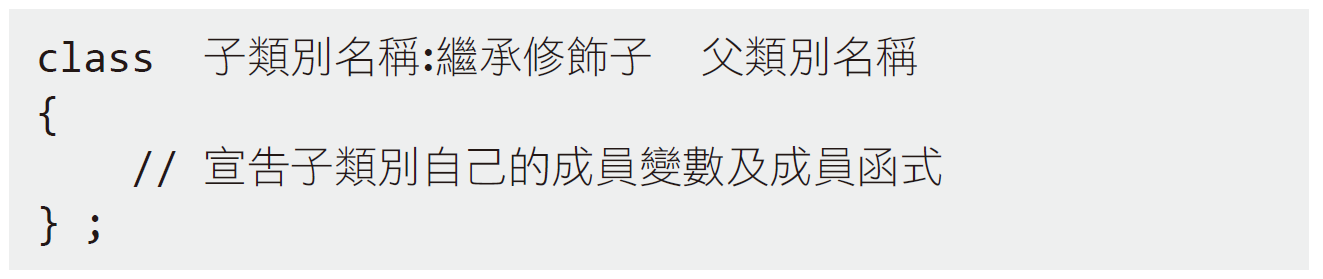 class  子類別名稱:繼承修飾子  父類別名稱
{
    // 宣告子類別自己的成員變數及成員函式
} ;